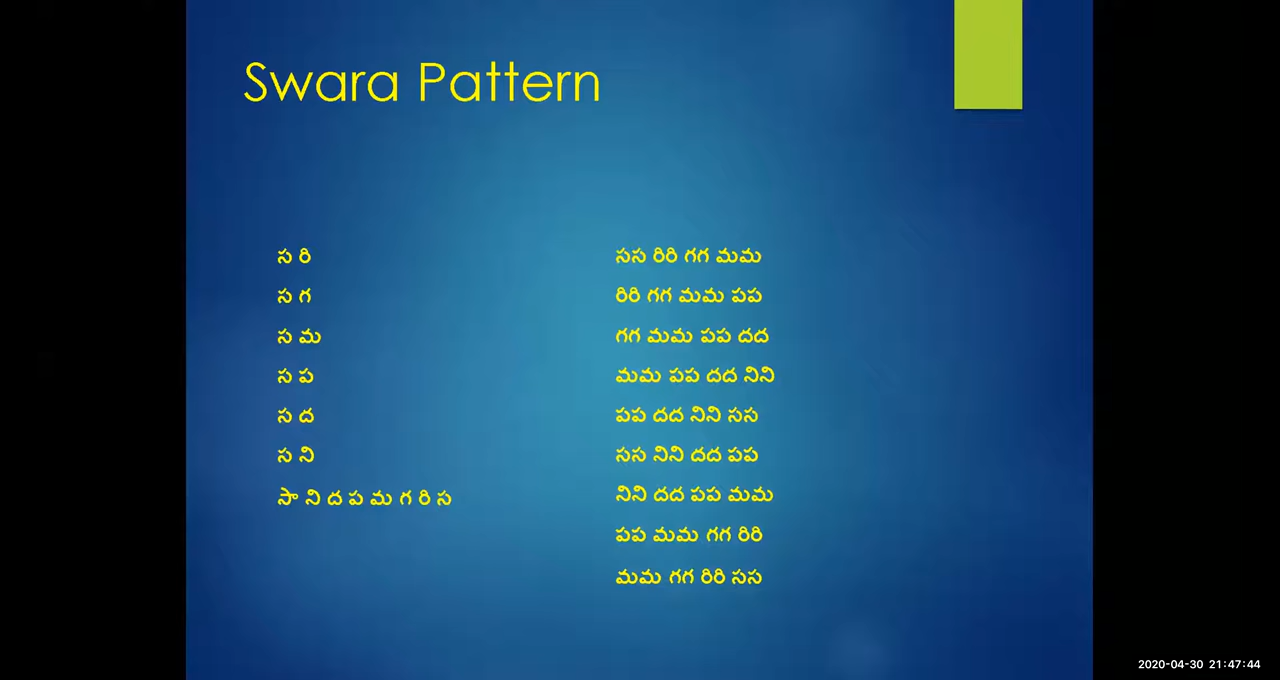 Swara Pattern
స రి
స గ
స మ
స ప
స ద
స ని
సా ని ద ప మ గ రి స
సస రిరి గగ మమ
రిరి గగ మమ పప
గగ మమ పప దద
మమ పప దద నిని
పప దద నిని సస
సస నిని దద పప
నిని దద పప మమ
పప మమ గగ రిరి
మమ గగ రిరి సస
2020-04-30 21:47:44